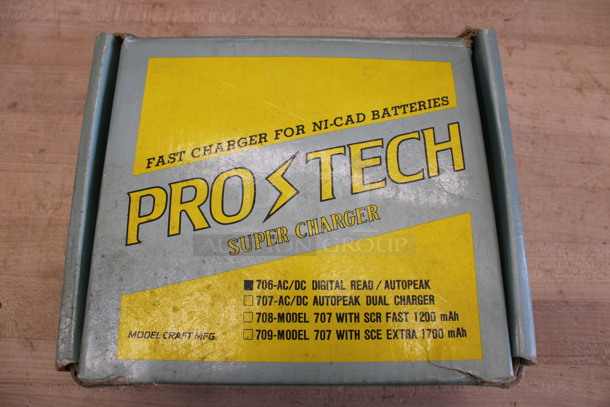 FAST CHARGER FOR NI-CAD BATTERIES
PRO TECH
SUPER CHARGER
AUCTION GROUP
706-AC/DC DIGITAL READ/AUTOPEAK
707-AC/DC AUTOPEAK DUAL CHARGER
708-MODEL 707 WITH SCR FAST 1200 mAh
709-MODEL 707 WITH SCE EXTRA 1700 mAh
MODEL CRAFT MFG